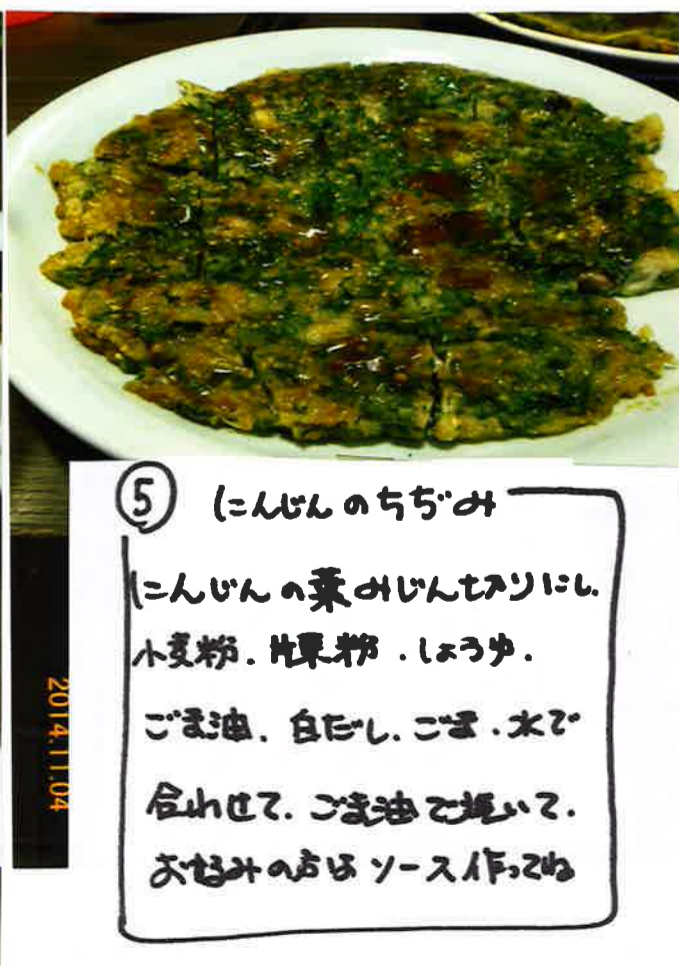 ⑤ にんじんのちぢみ
にんじんの葉みじん切りにし.
小麦粉.片栗粉.しょうゆ.
ごま油.白だし.ごま.水で
合わせて.ごま油で焼いて.
お好みの方はソース作ってね
2014.11.04